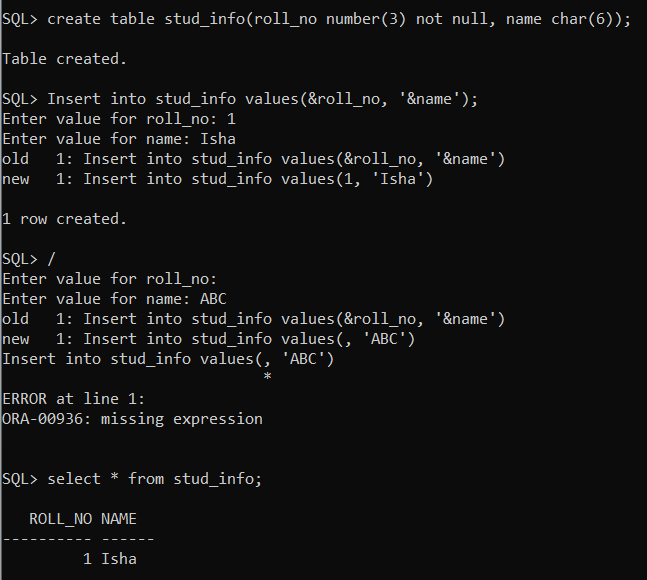 SQL> create table stud_info(roll_no number(3) not null, name char(6));
Table created.
SQL> Insert into stud_info values(&roll_no, '&name');
Enter value for roll_no: 1
Enter value for name: Isha
old   1: Insert into stud_info values(&roll_no, '&name')
new   1: Insert into stud_info values(1, 'Isha')
1 row created.
SQL> /
Enter value for roll_no:
Enter value for name: ABC
old   1: Insert into stud_info values(&roll_no, '&name')
new   1: Insert into stud_info values(, 'ABC')
Insert into stud_info values(, 'ABC')
                             *
ERROR at line 1:
ORA-00936: missing expression
SQL> select * from stud_info;
   ROLL_NO NAME
---------- ------
         1 Isha